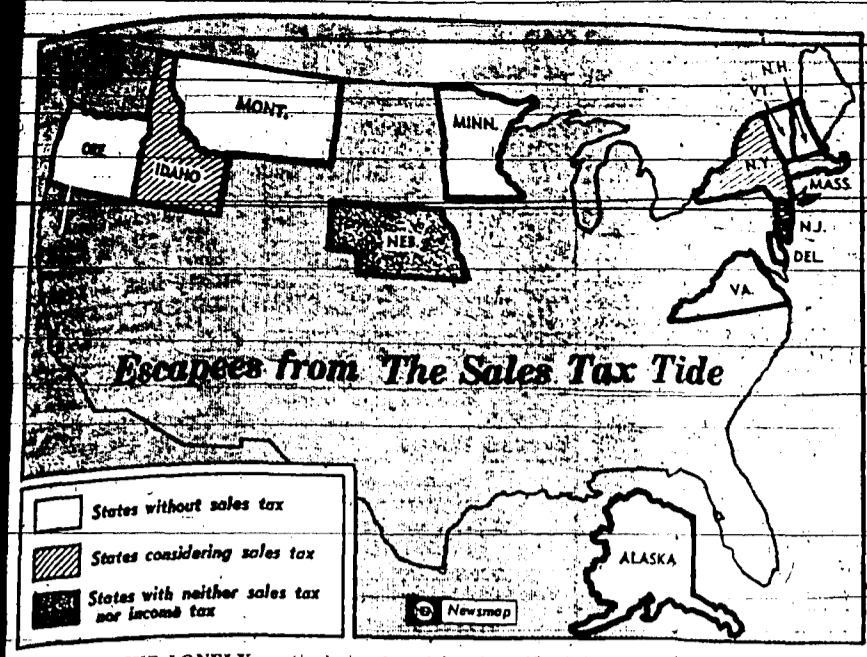 N.H
VT.
MONT.
MINN.
ORE
IDAHO
N.Y.
MASS.
N.J.
NEB.
DEL.
VA.
Escapees from The Sales Tax Tide
States without sales tax
States considering sales tax
States with neither sales tax
nor income tax
ALASKA
Newsmap
LONELY